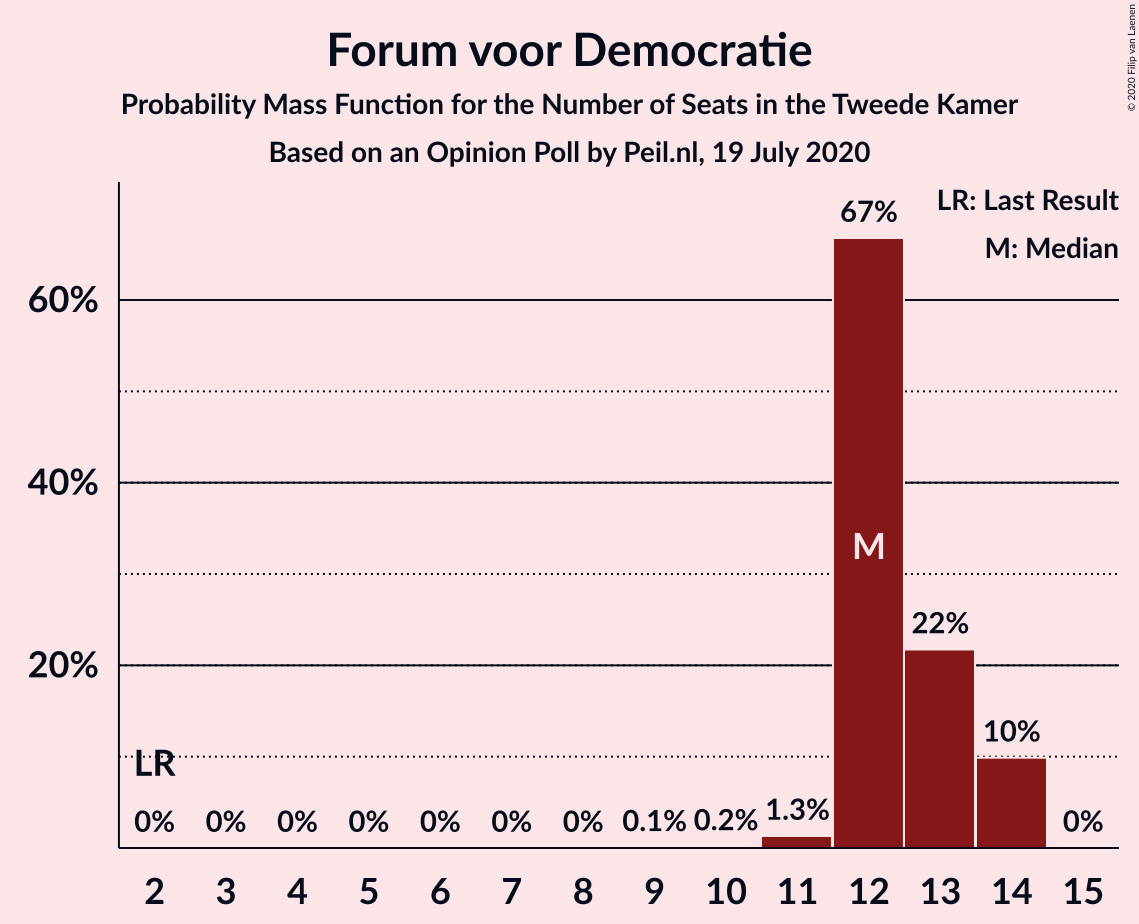 Forum voor Democratie
Probability Mass Function for the Number of Seats in the Tweede Kamer
Based on an Opinion Poll by Peil.nl, 19 July 2020
© 2020 Filip van Laenen
LR: Last Result
M: Median
67%
60%
40%
M
22%
20%
10%
LR
0% 0% 0% 0% 0% 0% 0% 0.1% 0.2% 1.3% 0%
2 3 4 5 6 7 8 9 10 11 12 13 14 15